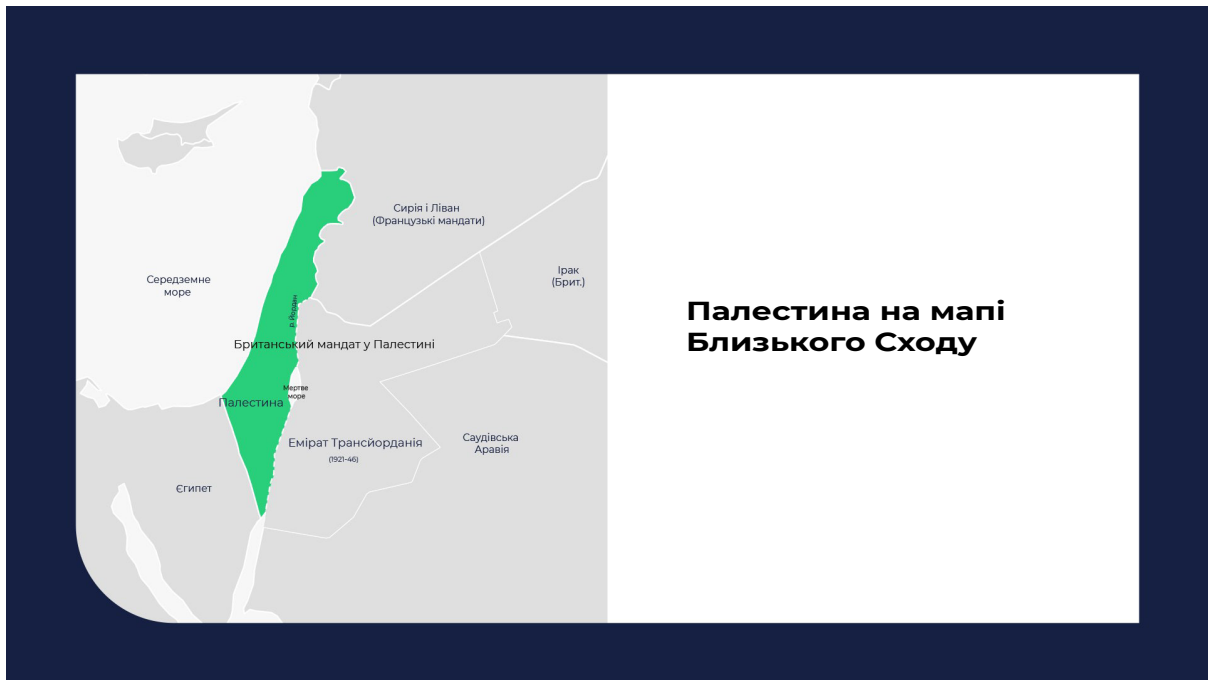 Сирія і Ліван
(Французькі мандати)
Ірак
(Брит.)
Середземне
море
р. Йордан
Британський мандат у Палестині
Мертве
море
Палестина
Емірат Трансйорданія
(1921-46)
Саудівська
Аравія
Єгипет
Палестина на мапі
Близького Сходу